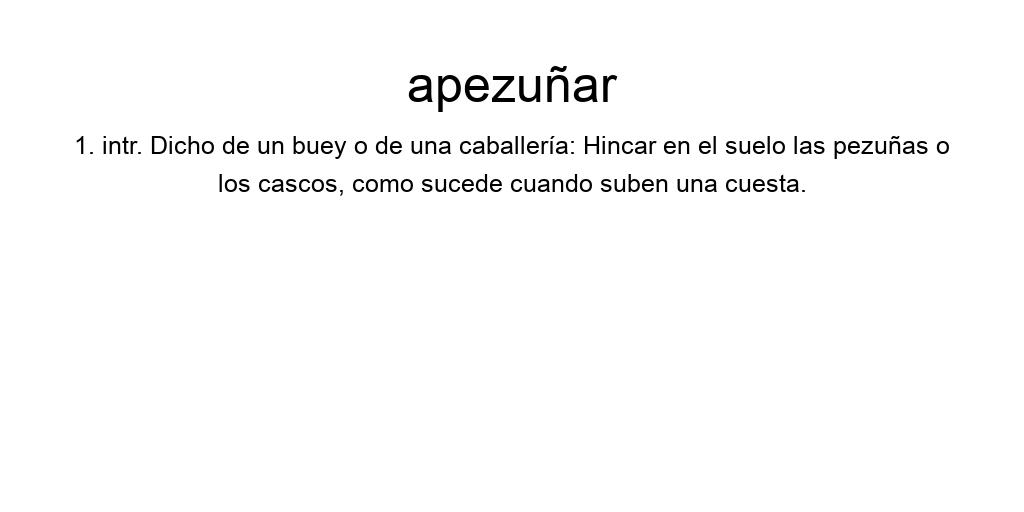 apezuñar
1. intr. Dicho de un buey o de una caballería: Hincar en el suelo las pezuñas o
los cascos, como sucede cuando suben una cuesta.